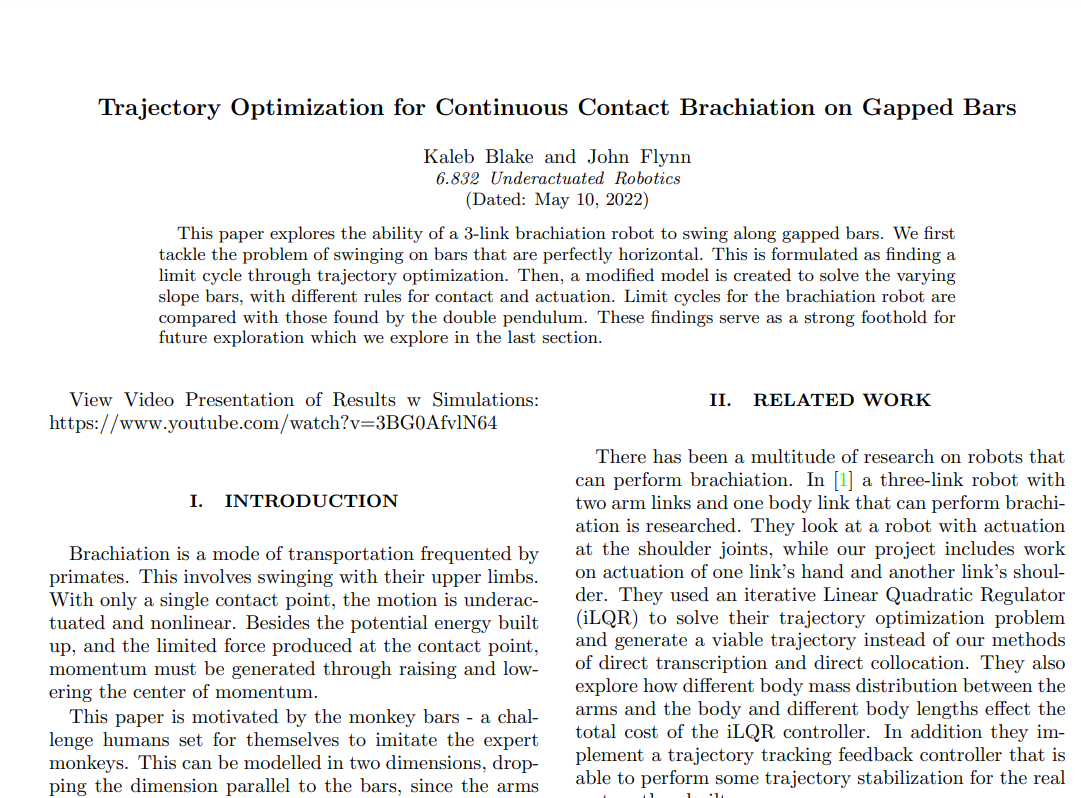 Trajectory Optimization for Continuous Contact Brachiation on Gapped Bars
Kaleb Blake and John Flynn
6.832 Underactuated Robotics
(Dated: May 10, 2022)
This paper explores the ability of a 3-link brachiation robot to swing along gapped bars. We first
tackle the problem of swinging on bars that are perfectly horizontal. This is formulated as finding a
limit cycle through trajectory optimization. Then, a modified model is created to solve the varying
slope bars, with different rules for contact and actuation. Limit cycles for the brachiation robot are
compared with those found by the double pendulum. These findings serve as a strong foothold for
future exploration which we explore in the last section.
View Video Presentation of Results w Simulations:
https://www.youtube.com/watch?v=3BG0AfvlN64
I. INTRODUCTION
Brachiation is a mode of transportation frequented by
primates. This involves swinging with their upper limbs.
With only a single contact point, the motion is underac-
tuated and nonlinear. Besides the potential energy built
up, and the limited force produced at the contact point,
momentum must be generated through raising and low-
ering the center of momentum.
This paper is motivated by the monkey bars - a chal-
lenge humans set for themselves to imitate the expert
monkeys. This can be modelled in two dimensions, drop-
ping the dimension parallel to the bars, since the arms
II. RELATED WORK
There has been a multitude of research on robots that
can perform brachiation. In [1] a three-link robot with
two arm links and one body link that can perform brachi-
ation is researched. They look at a robot with actuation
at the shoulder joints, while our project includes work
on actuation of one link's hand and another link's shoul-
der. They used an iterative Linear Quadratic Regulator
(iLQR) to solve their trajectory optimization problem
and generate a viable trajectory instead of our methods
of direct transcription and direct collocation. They also
explore how different body mass distribution between the
arms and the body and different body lengths effect the
total cost of the iLQR controller. In addition they im-
plement a trajectory tracking feedback controller that is
able to perform some trajectory stabilization for the real